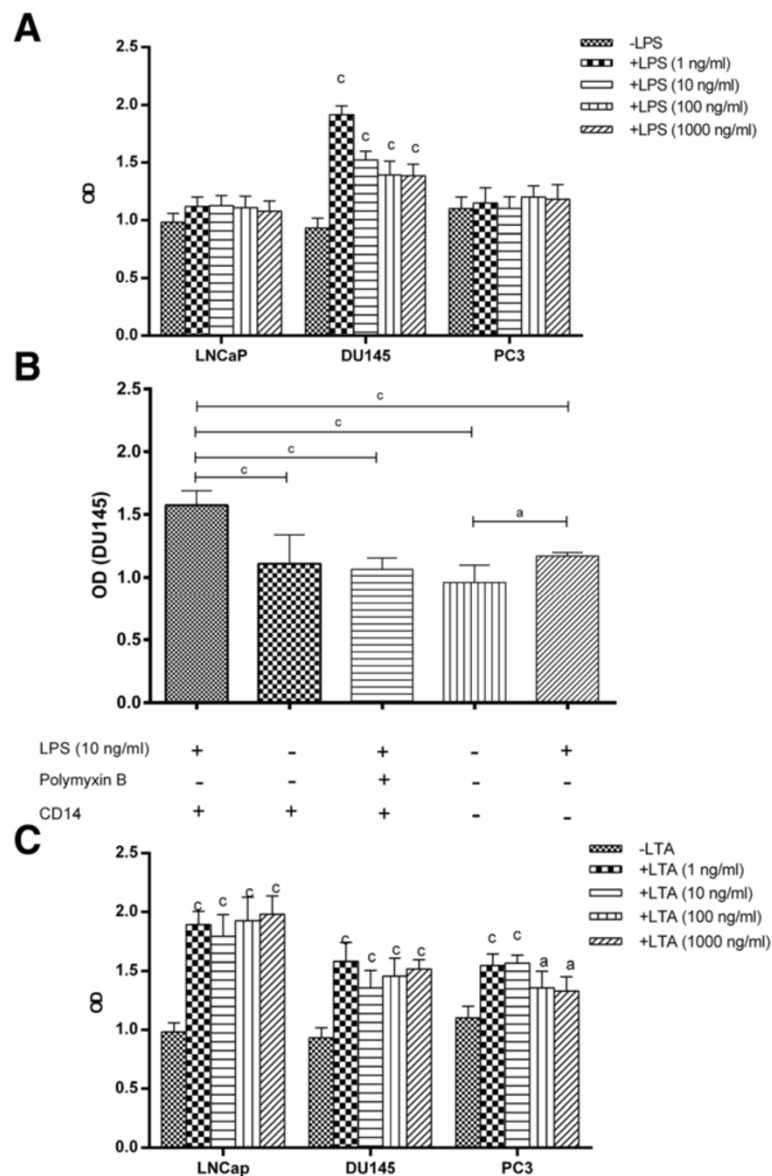 A
2.5
2.0
1.5
1.0
0.5
0.0
OD
c
c
c
c
LNCaP
DU145
PC3
-LPS
+LPS (1 ng/ml)
+LPS (10 ng/ml)
+LPS (100 ng/ml)
+LPS (1000 ng/ml)
B
2.5
2.0
1.5
1.0
0.5
0.0
OD (DU145)
c
c
c
c
a
LPS (10 ng/ml) + - + - +
Polymyxin B - - + - -
CD14 + + + - -
C
2.5
2.0
1.5
1.0
0.5
0.0
OD
c c c c
c c c c
c c a a
LNCap
DU145
PC3
-LTA
+LTA (1 ng/ml)
+LTA (10 ng/ml)
+LTA (100 ng/ml)
+LTA (1000 ng/ml)